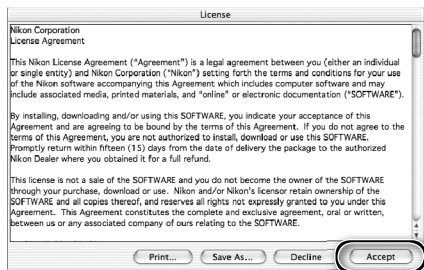 License
Nikon Corporation
License Agreement
This Nikon License Agreement ("Agreement") is a legal agreement between you (either an individual
or single entity) and Nikon Corporation ("Nikon") setting forth the terms and conditions for your use
of the Nikon software accompanying this Agreement which includes computer software and may
include associated media, printed materials, and "online" or electronic documentation ("SOFTWARE").
By installing, downloading and/or using this SOFTWARE, you indicate your acceptance of this
Agreement and are agreeing to be bound by the terms of this Agreement. If you do not agree to the
terms of this Agreement, you are not authorized to install, download or use this SOFTWARE.
Promptly return within fifteen (15) days from the date of delivery the package to the authorized
Nikon Dealer where you obtained it for a full refund.
This license is not a sale of the SOFTWARE and you do not become the owner of the SOFTWARE
through your purchase, download or use. Nikon and/or Nikon's licensor retain ownership of the
SOFTWARE and all copies thereof, and reserves all rights not expressly granted to you under this
Agreement. This Agreement constitutes the complete and exclusive agreement, oral or written,
between us or any associated company of ours relating to the SOFTWARE.
Print... Save As... Decline Accept